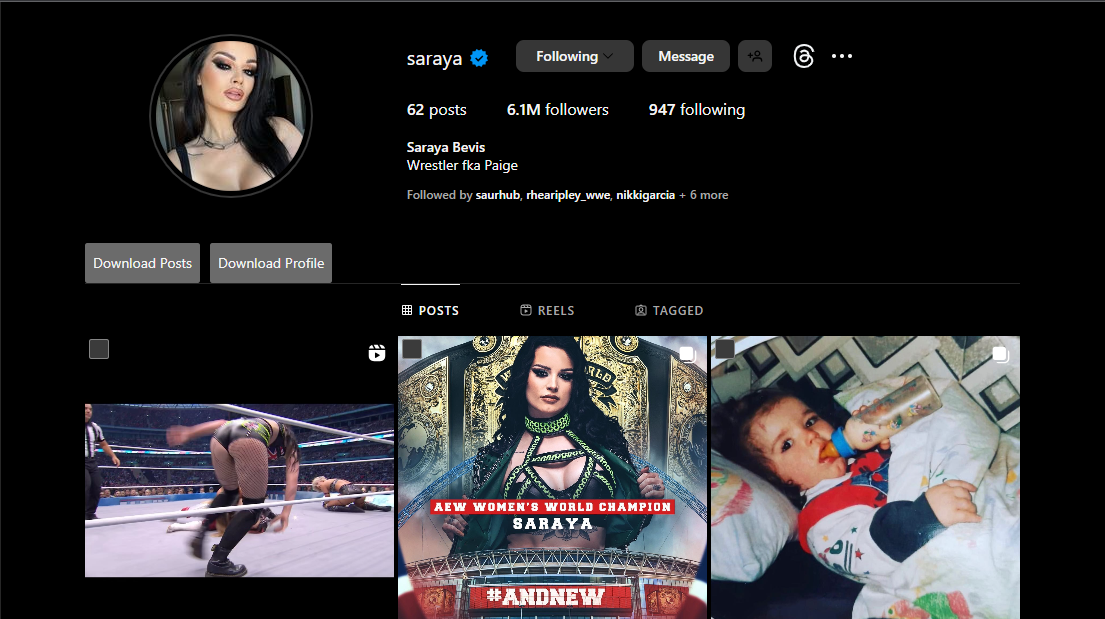 saraya Following Message
62 posts 6.1M followers 947 following
Saraya Bevis
Wrestler fka Paige
Followed by saurhub, rhearipley_wwe, nikkigarcia + 6 more
Download Posts Download Profile
POSTS REELS TAGGED
AEW WOMEN'S WORLD CHAMPION
SARAYA
#ANDNEW